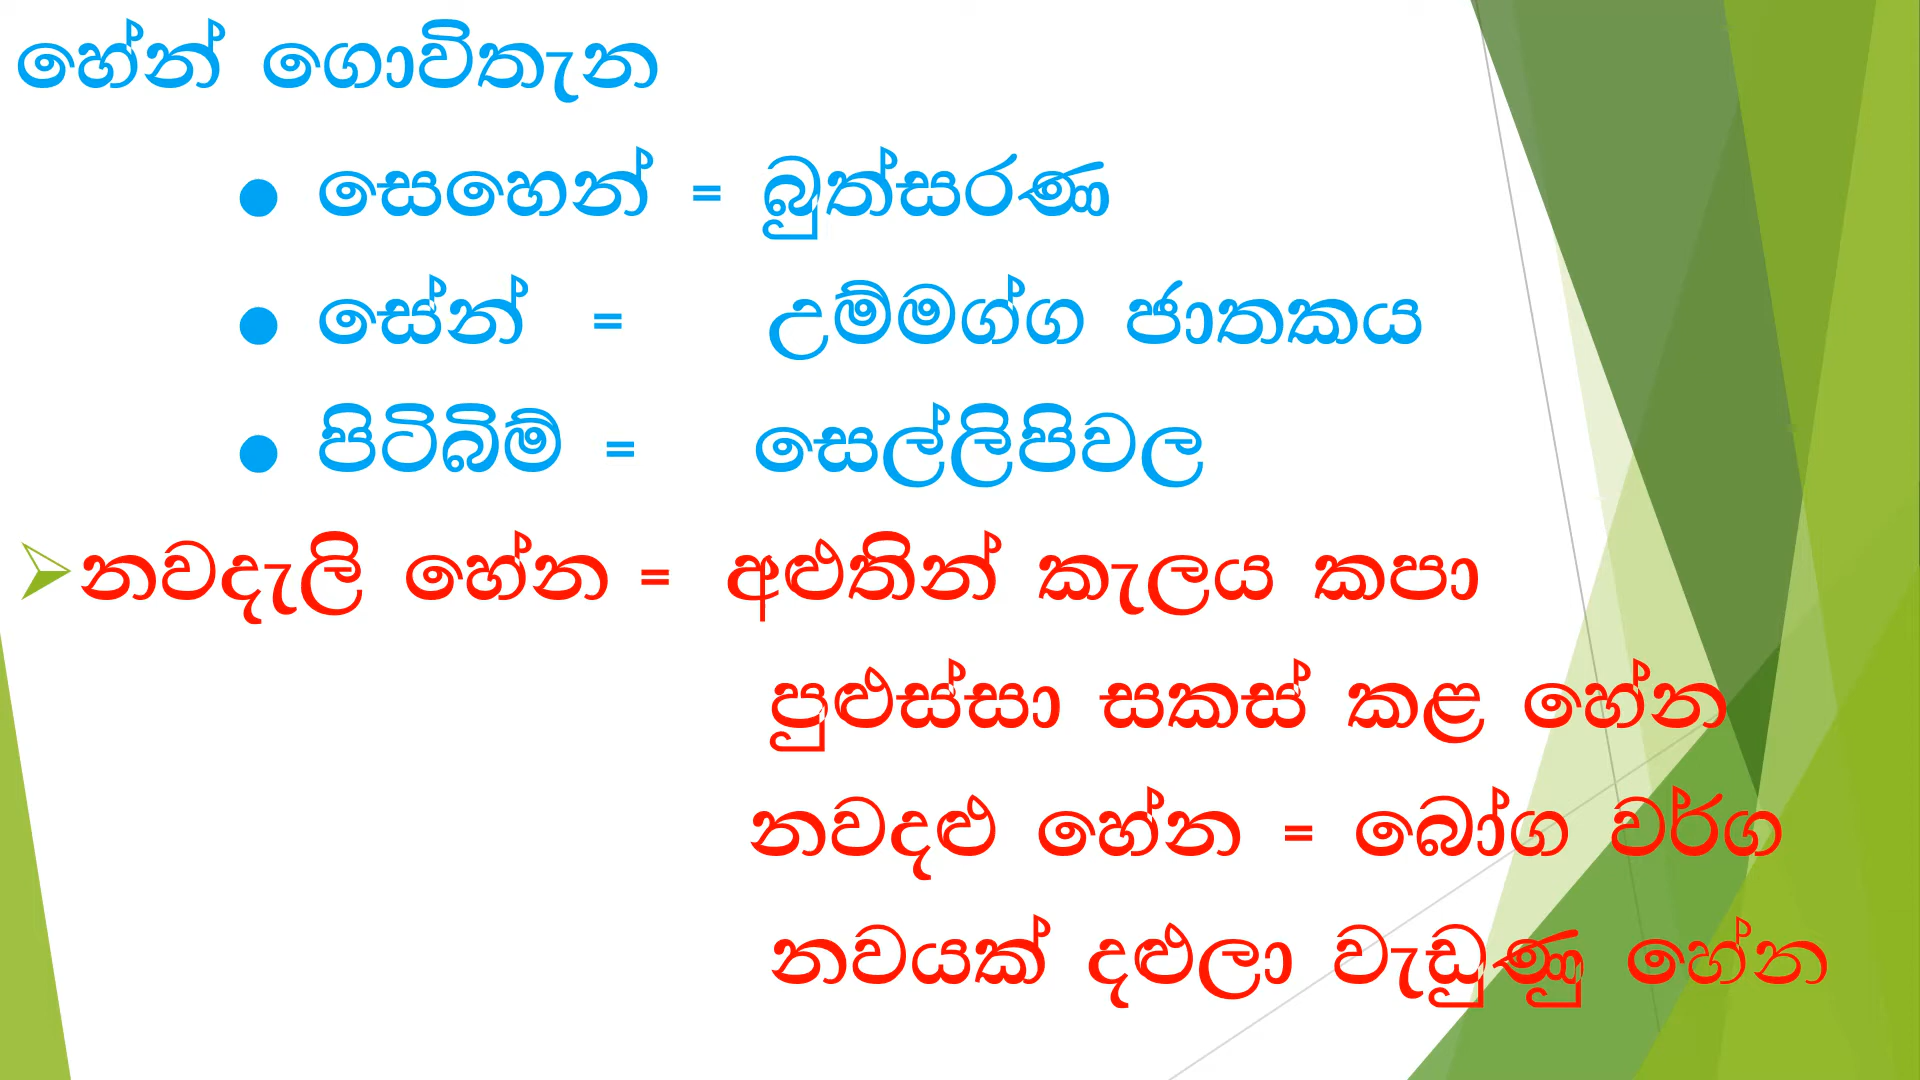 හේන් ගොවිතැන
● සෙහෙන් = බුත්සරණ
● සේන් = උම්මග්ග ජාතකය
● පිටිබිම් = සෙල්ලිපිවල
➢නවදැලි හේන = අළුතින් කැලය කපා
පුළුස්සා සකස් කළ හේන
නවදළු හේන = බෝග වර්ග
නවයක් දළුලා වැඩුණු හේන